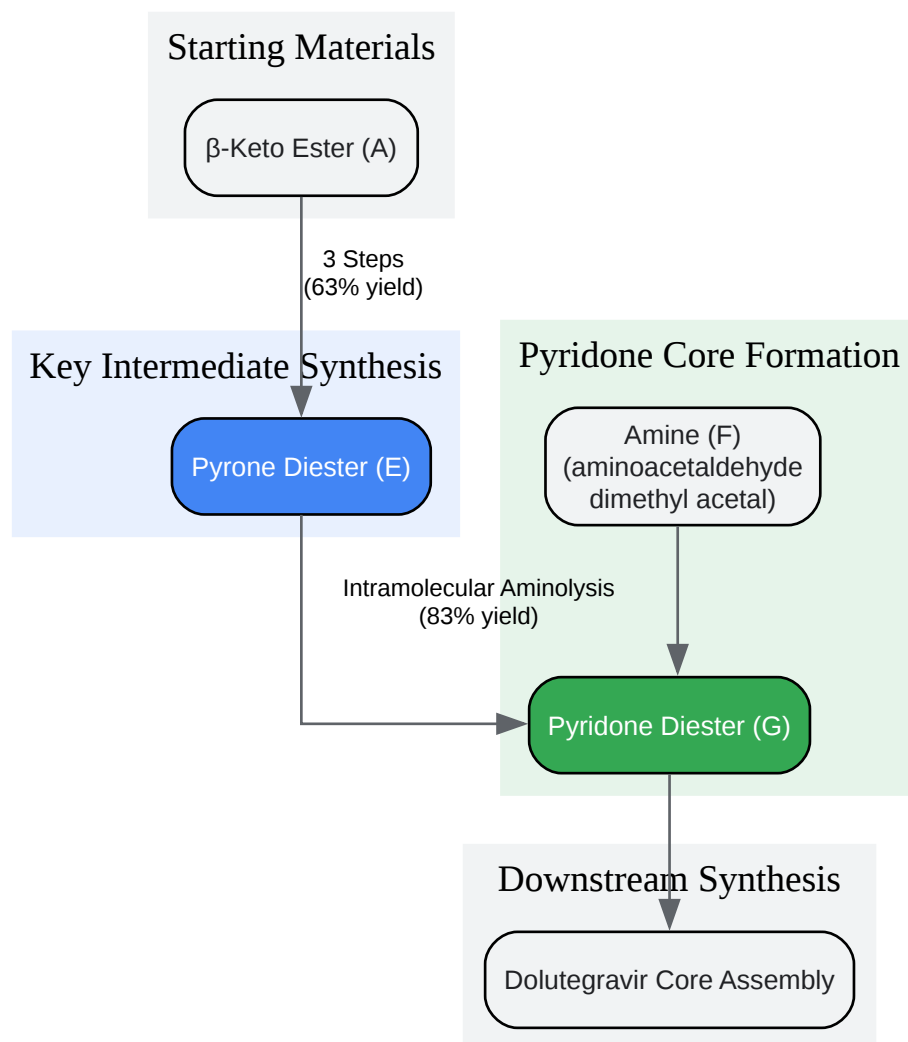 Starting Materials
β-Keto Ester (A)
3 Steps
(63% yield)
Key Intermediate Synthesis
Pyrone Diester (E)
Pyridone Core Formation
Amine (F)
(aminoacetaldehyde
dimethyl acetal)
Intramolecular Aminolysis
(83% yield)
Pyridone Diester (G)
Downstream Synthesis
Dolutegravir Core Assembly